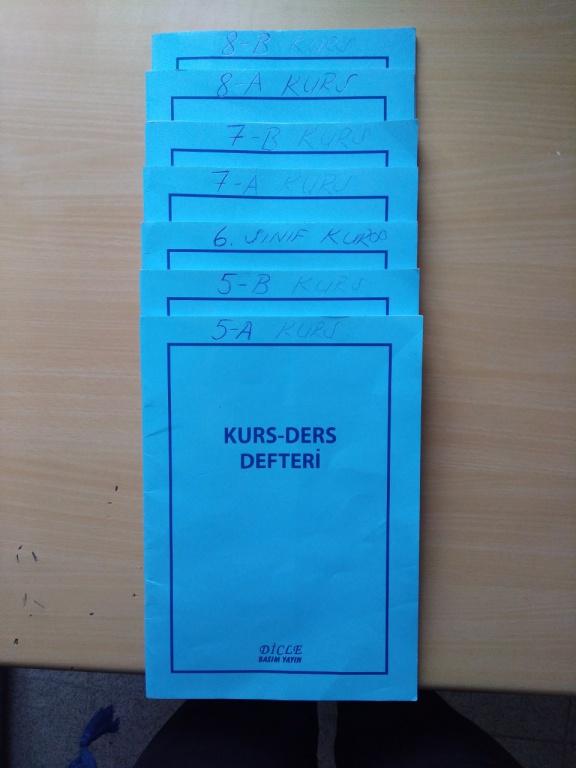 8-B KURS
8-A KURS
7-B KURS
7-A KURS
6. SINIF KURS
5-B KURS
5-A KURS
KURS-DERS
DEFTERİ
DİCLE
BASIM YAYIN